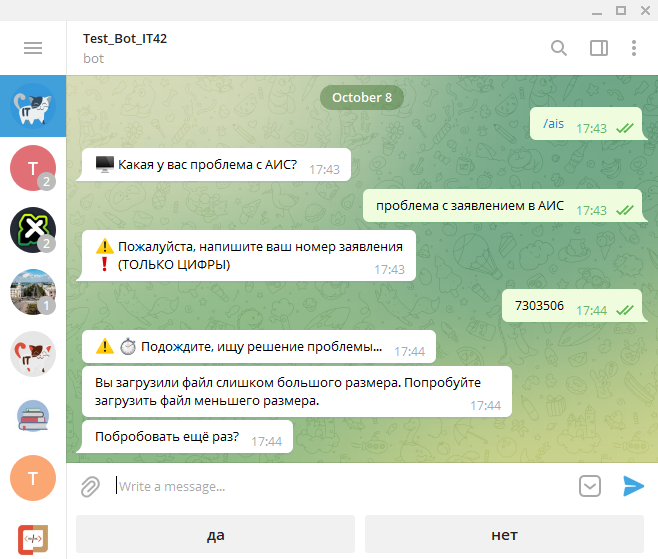 Test_Bot_IT42
bot
October 8
/ais
17:43
Какая у вас проблема с АИС?
17:43
проблема с заявлением в АИС
17:43
Пожалуйста, напишите ваш номер заявления
(ТОЛЬКО ЦИФРЫ)
17:43
7303506
17:44
Подождите, ищу решение проблемы...
17:44
Вы загрузили файл слишком большого размера. Попробуйте
загрузить файл меньшего размера.
17:44
Побробовать ещё раз?
17:44
T
2
2
1
IT
T
</>
Write a message...
да
нет